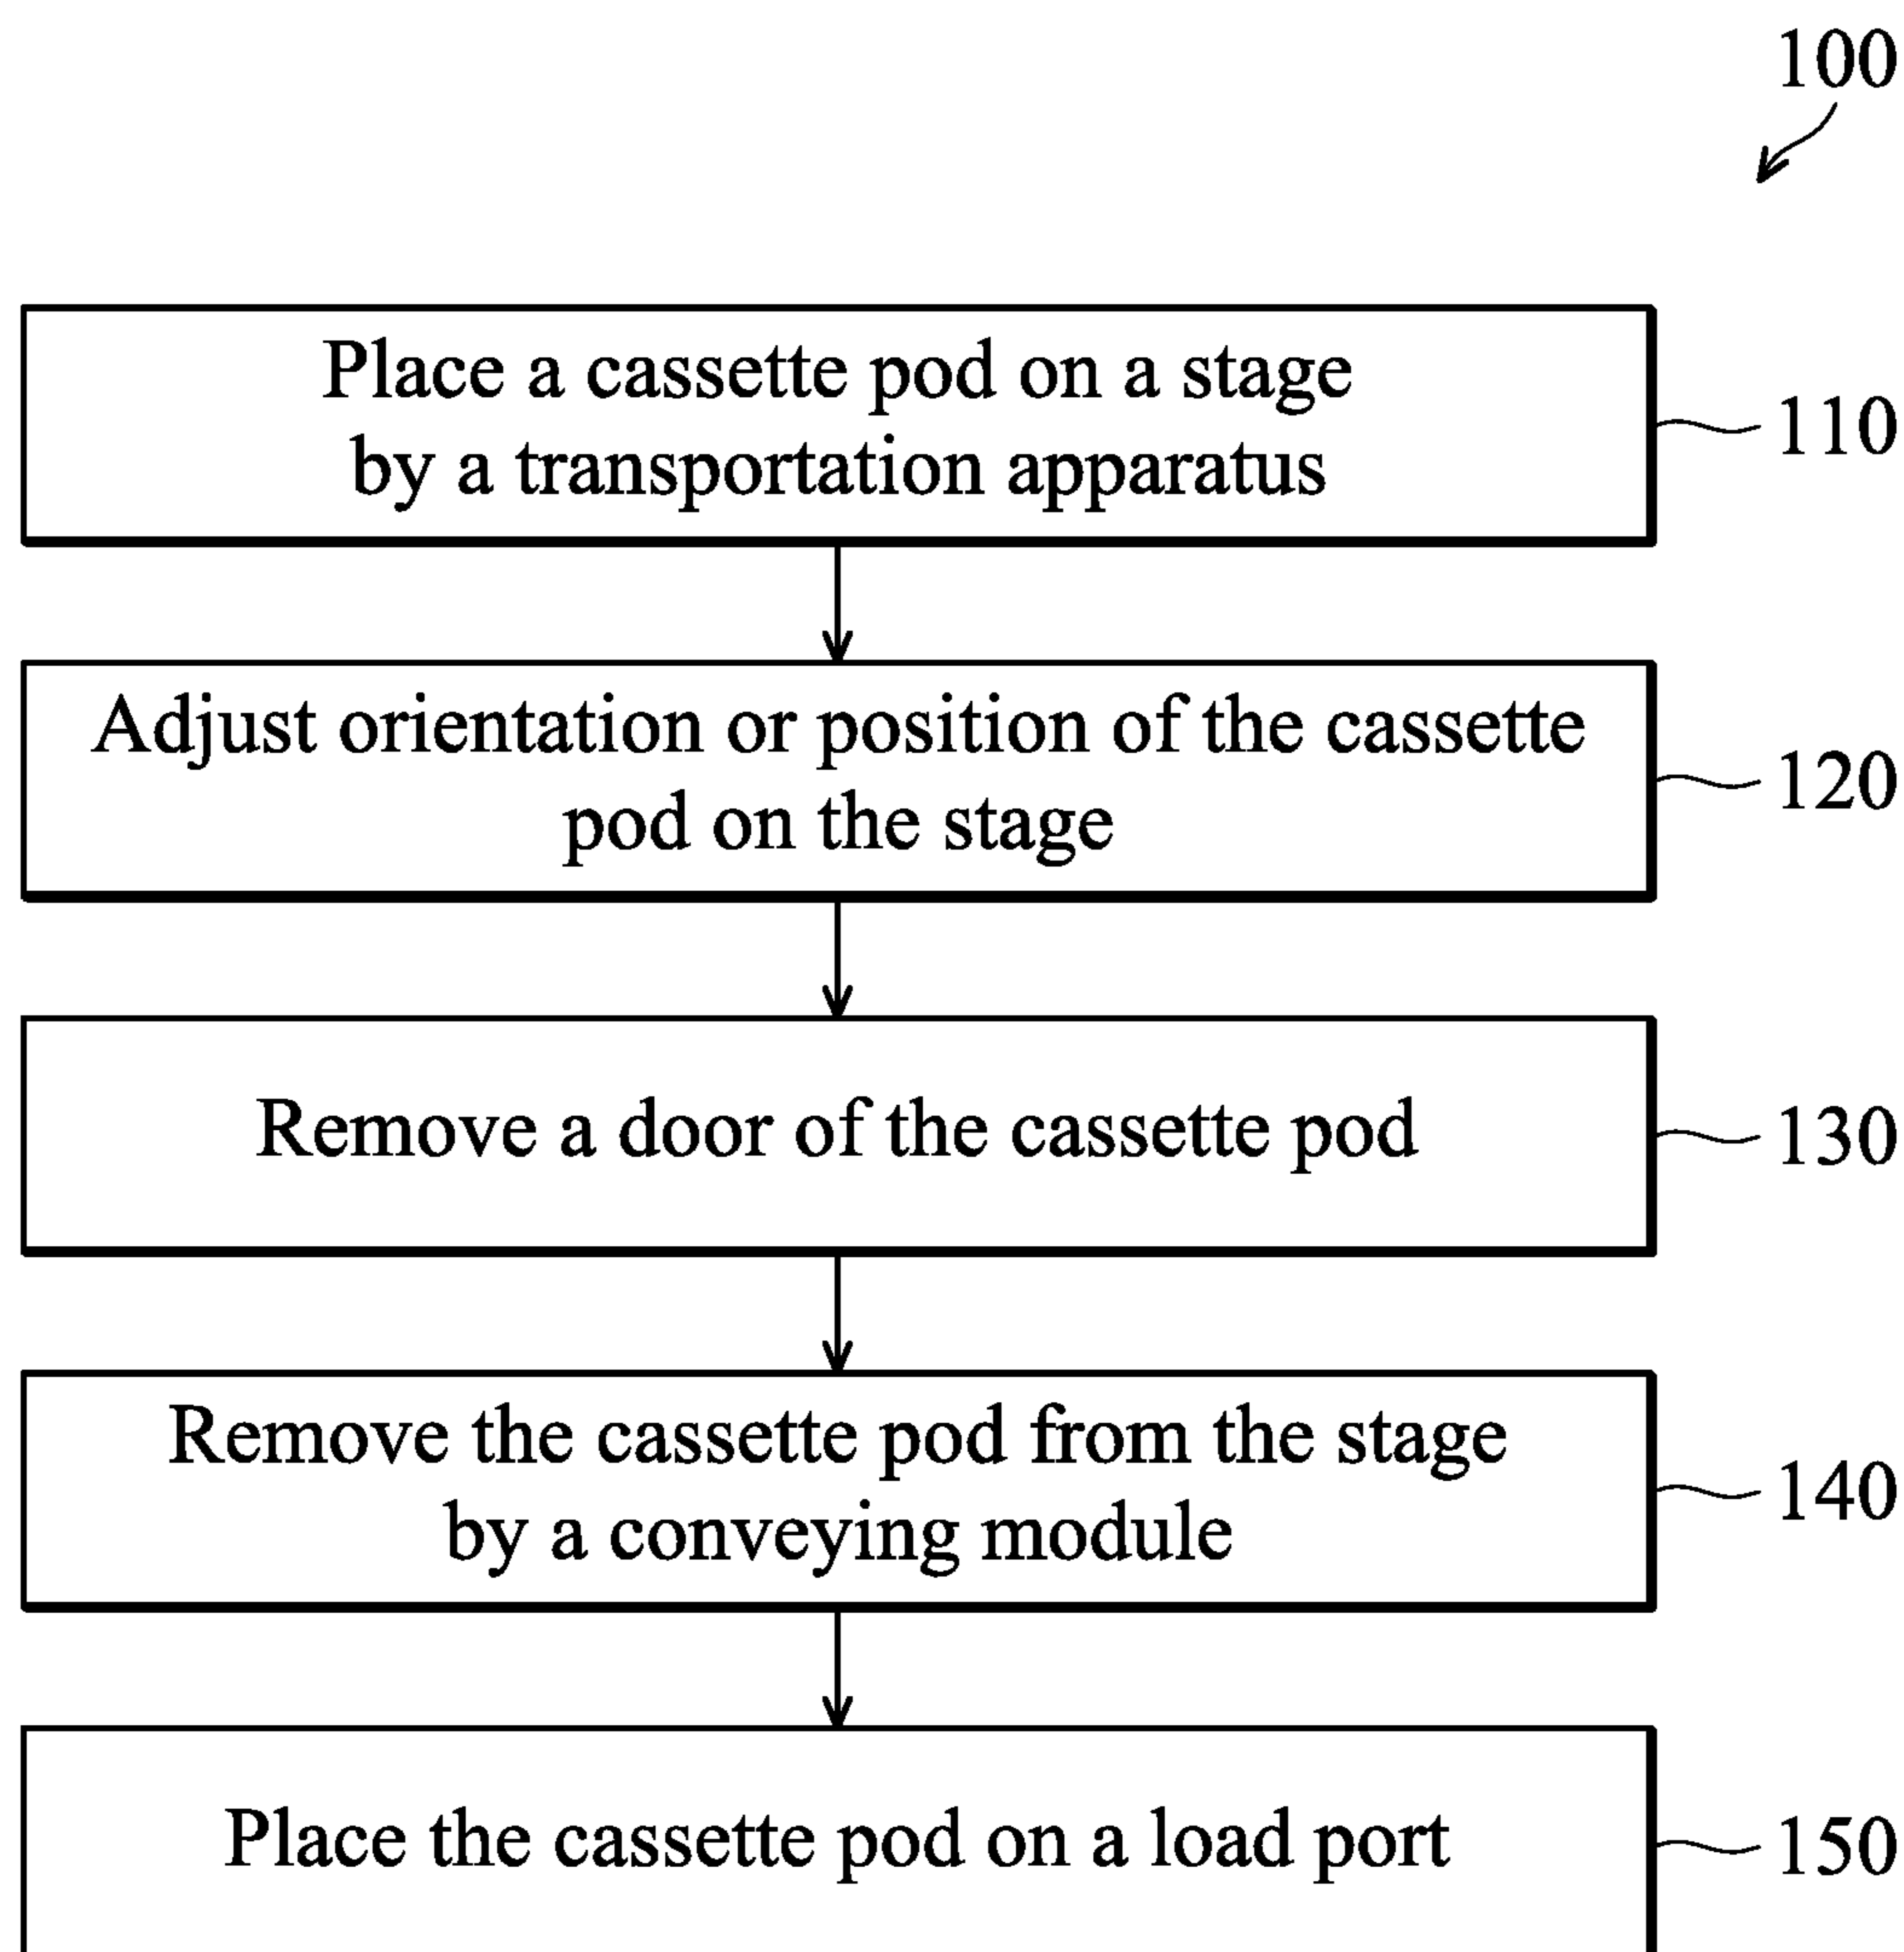 100
Place a cassette pod on a stage
by a transportation apparatus
110
Adjust orientation or position of the cassette
pod on the stage
120
Remove a door of the cassette pod
130
Remove the cassette pod from the stage
by a conveying module
140
Place the cassette pod on a load port
150